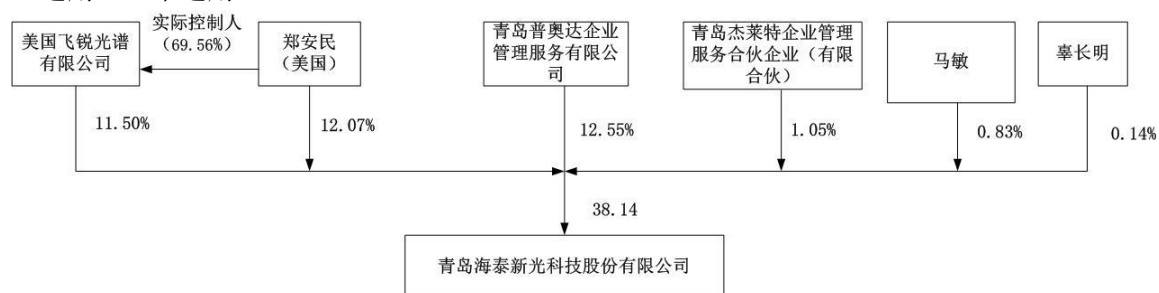 实际控制人
（69.56%）
美国飞锐光谱
有限公司
郑安民
（美国）
青岛普奥达企业
管理服务有限公
司
青岛杰莱特企业管理
服务合伙企业（有限
合伙）
马敏
辜长明
11.50%
12.07%
12.55%
1.05%
0.83%
0.14%
38.14
青岛海泰新光科技股份有限公司